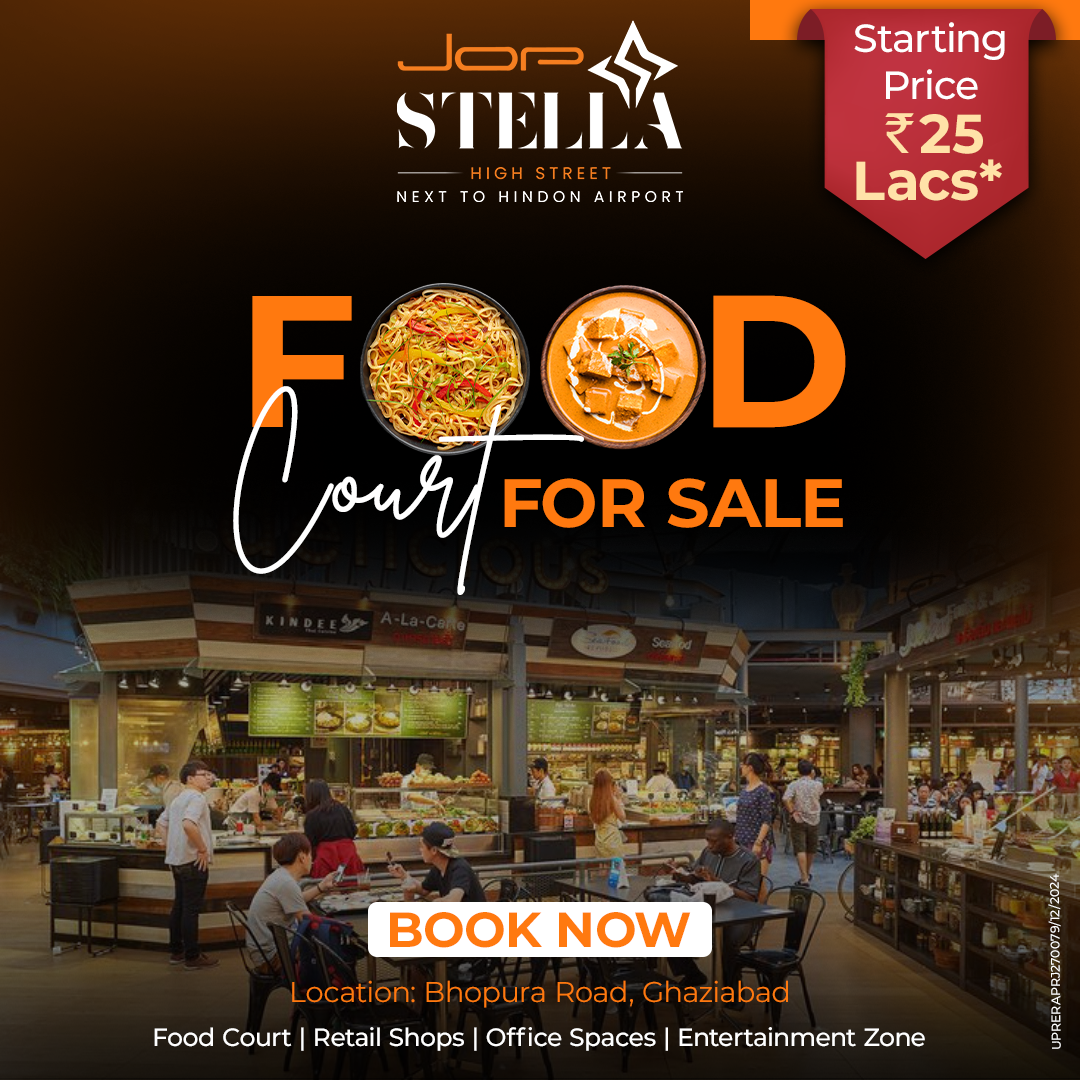 JOP
STELLA
HIGH STREET
NEXT TO HINDON AIRPORT
Starting
Price
₹25
Lacs*
FOOD
Court FOR SALE
KINDEE
A-La-Carte
Seafood
BOOK NOW
Location: Bhopura Road, Ghaziabad
Food Court | Retail Shops | Office Spaces | Entertainment Zone
UPRERAPRJ270079/12/2024